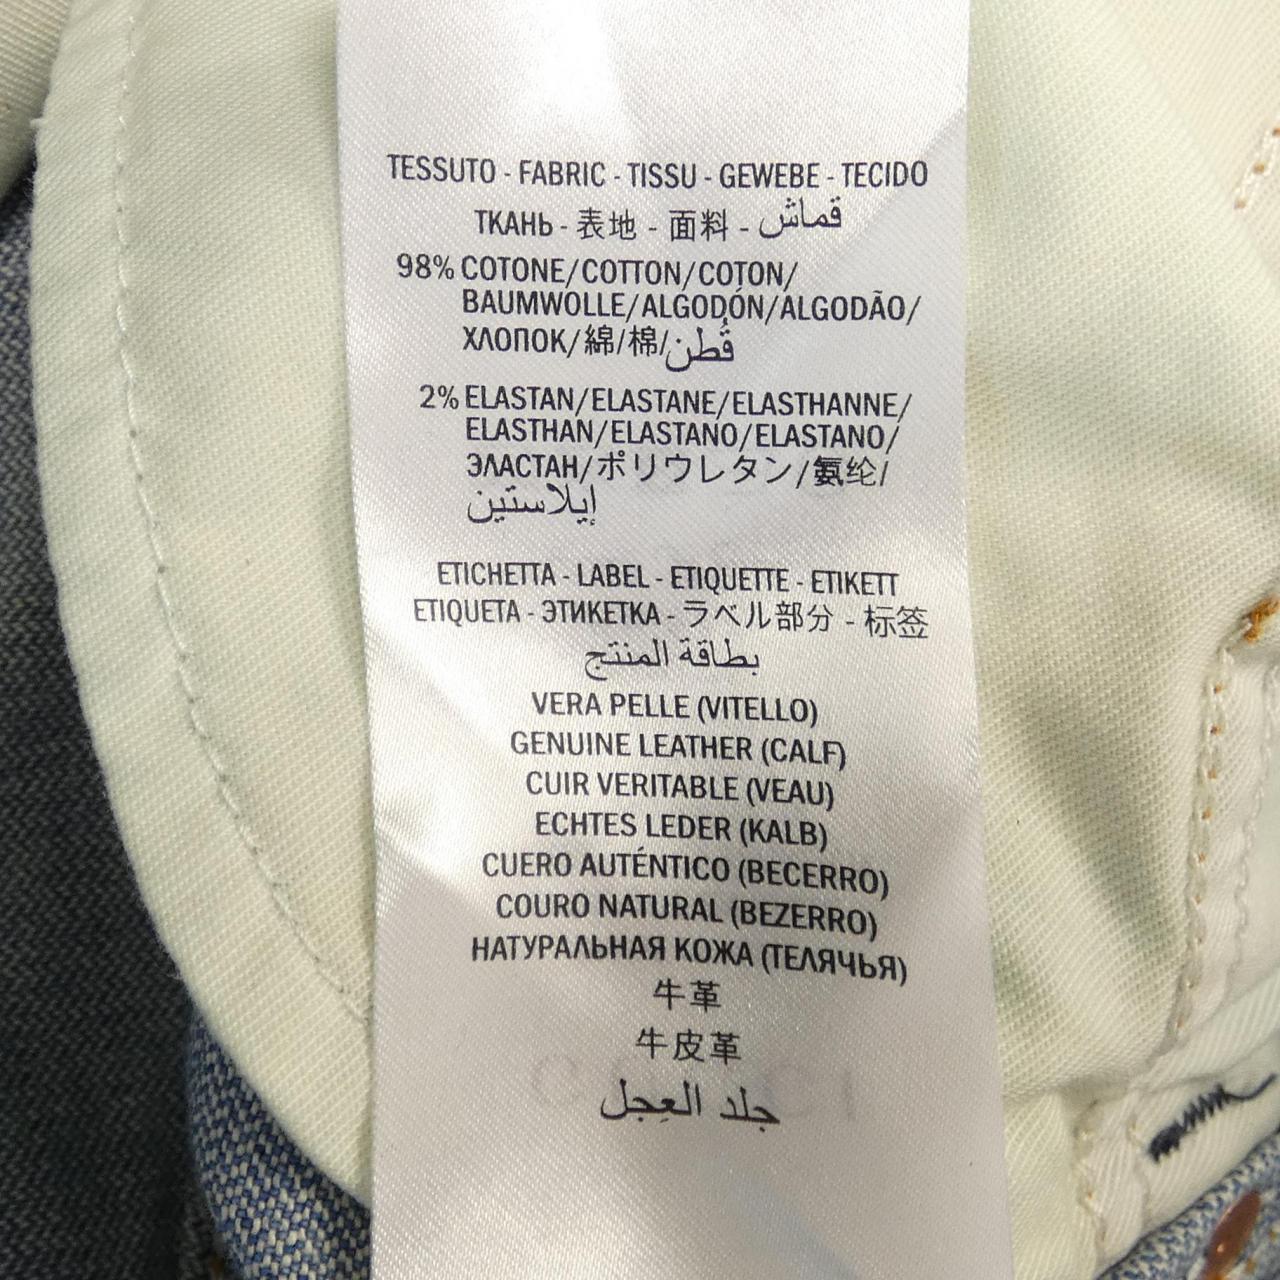 TESSUTO - FABRIC - TISSU - GEWEBE - TECIDO
ТКАНЬ - 表地 - 面料 - قماش
98% COTONE/COTTON/COTON/
BAUMWOLLE/ALGODÓN/ALGODÃO/
ХЛОПОК/綿/棉/قُطن
2% ELASTAN/ELASTANE/ELASTHANNE/
ELASTHAN/ELASTANO/ELASTANO/
ЭЛАСТАН/ポリウレタン/氨纶/
إيلاستين
ETICHETTA - LABEL - ETIQUETTE - ETIKETT
ETIQUETA - ЭТИКЕТКА - ラベル部分 - 标签
بطاقة المنتج
VERA PELLE (VITELLO)
GENUINE LEATHER (CALF)
CUIR VERITABLE (VEAU)
ECHTES LEDER (KALB)
CUERO AUTÉNTICO (BECERRO)
COURO NATURAL (BEZERRO)
НАТУРАЛЬНАЯ КОЖА (ТЕЛЯЧЬЯ)
牛革
牛皮革
جلد العِجل